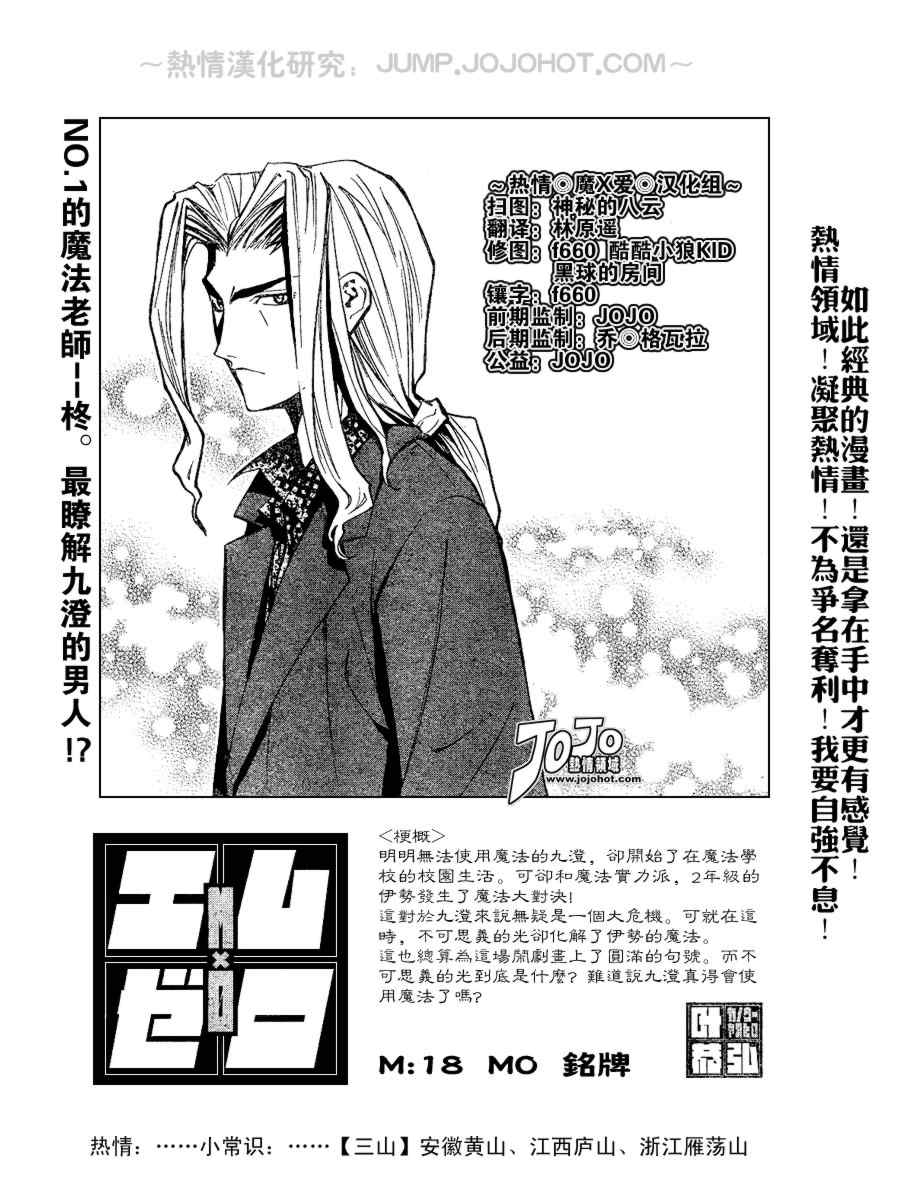 ～熱情漢化研究：JUMP.JOJOHOT.COM～
NO.1的魔法老師--柊。最瞭解九澄的男人!?
～热情◎魔X爱◎汉化组～
扫图：神秘的八云
翻译：林原遥
修图：f660 酷酷小狼KID
黑球的房间
镶字：f660
前期监制：JOJO
后期监制：乔◎格瓦拉
公益：JOJO
如此經典的漫畫！還是拿在手中才更有感覺！
熱情領域！凝聚熱情！不為爭名奪利！我要自強不息！
JOJO
熱情領域
www.jojohot.com
エム
M×0
ゼロ
＜梗概＞
明明無法使用魔法的九澄，卻開始了在魔法學
校的校園生活。可卻和魔法實力派，2年級的
伊勢發生了魔法大對決!
這對於九澄來說無疑是一個大危機。可就在這
時，不可思義的光卻化解了伊勢的魔法。
這也總算為這場鬧劇畫上了圓滿的句號。而不
可思義的光到底是什麼？難道說九澄真得會使
用魔法了嗎?
M:18 M0 銘牌
叶恭弘
热情：……小常识：……【三山】安徽黄山、江西庐山、浙江雁荡山